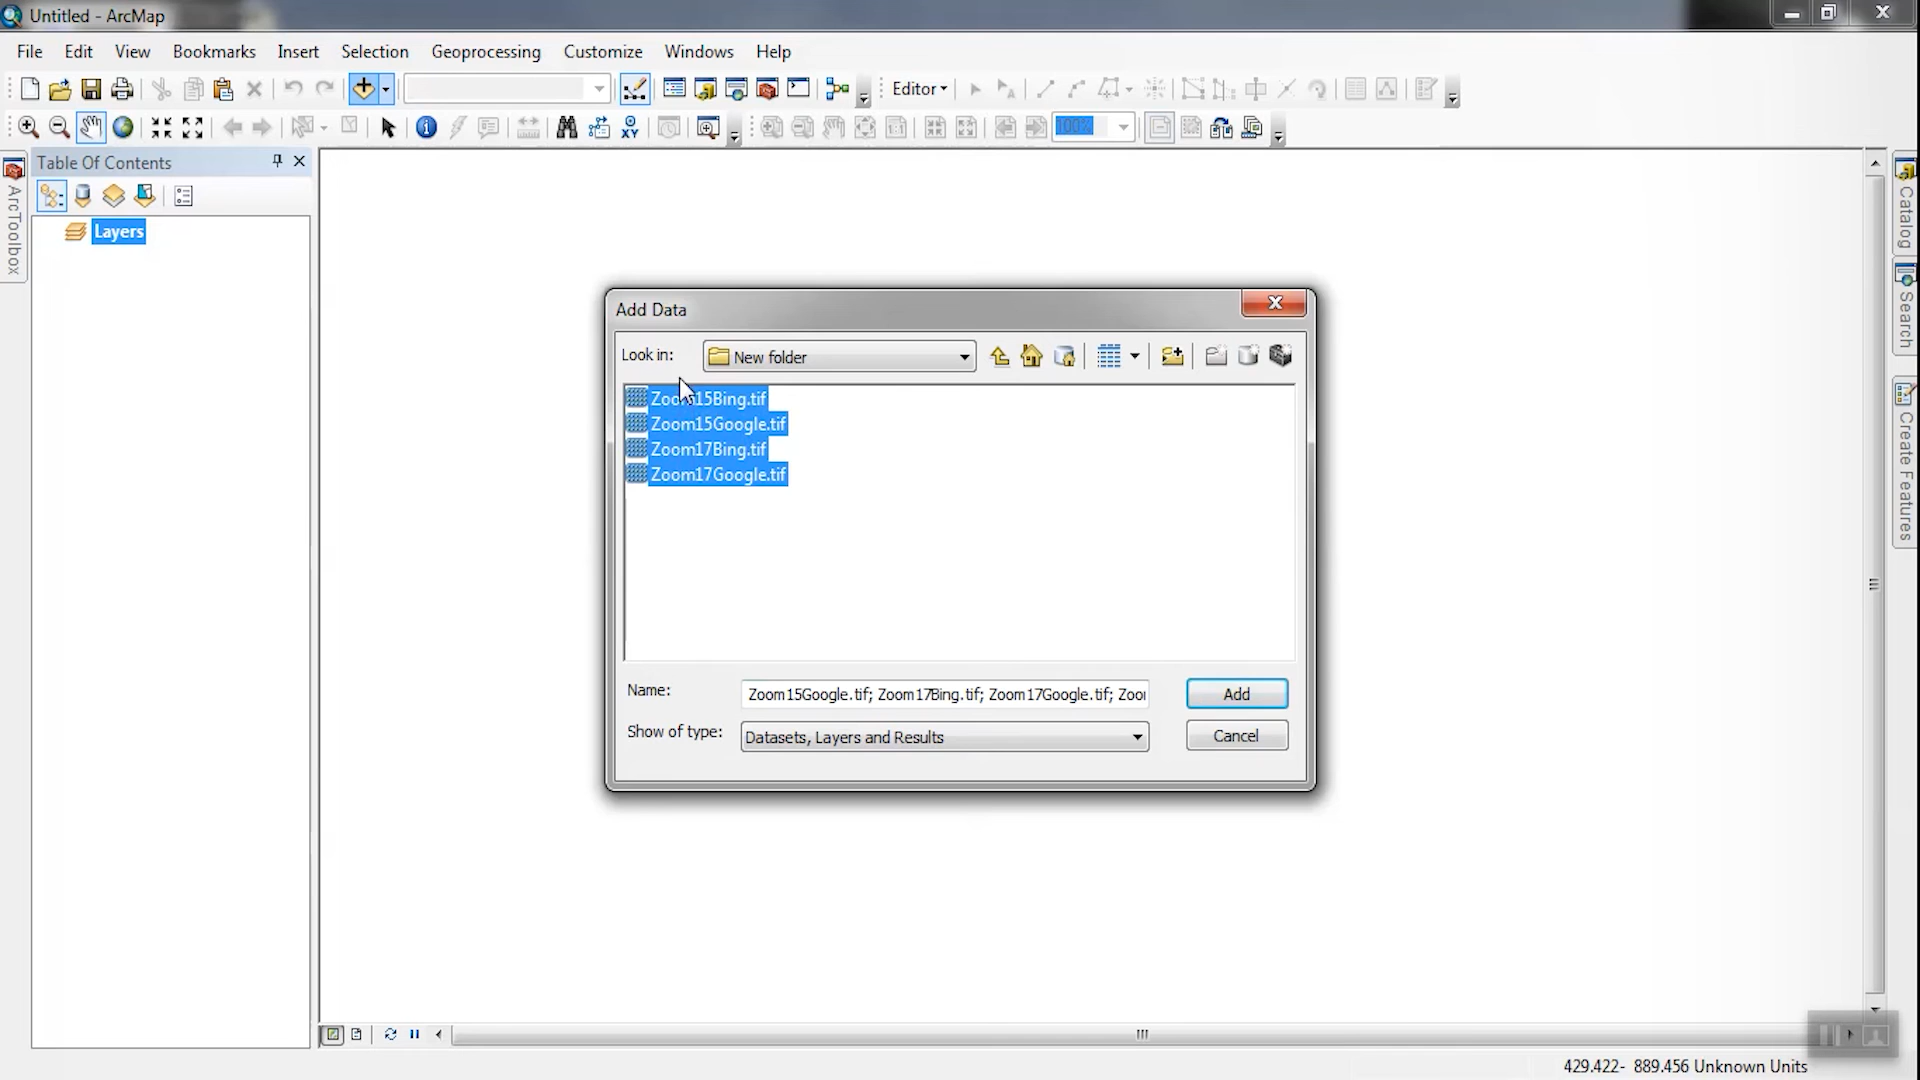 Untitled - ArcMap
File Edit View Bookmarks Insert Selection Geoprocessing Customize Windows Help
Editor
100%
Table Of Contents
ArcToolbox
Layers
Catalog
Search
Create Features
Add Data
Look in: New folder
Zoom15Bing.tif
Zoom15Google.tif
Zoom17Bing.tif
Zoom17Google.tif
Name: Zoom15Google.tif; Zoom17Bing.tif; Zoom17Google.tif; Zoo
Add
Show of type: Datasets, Layers and Results
Cancel
429.422- 889.456 Unknown Units